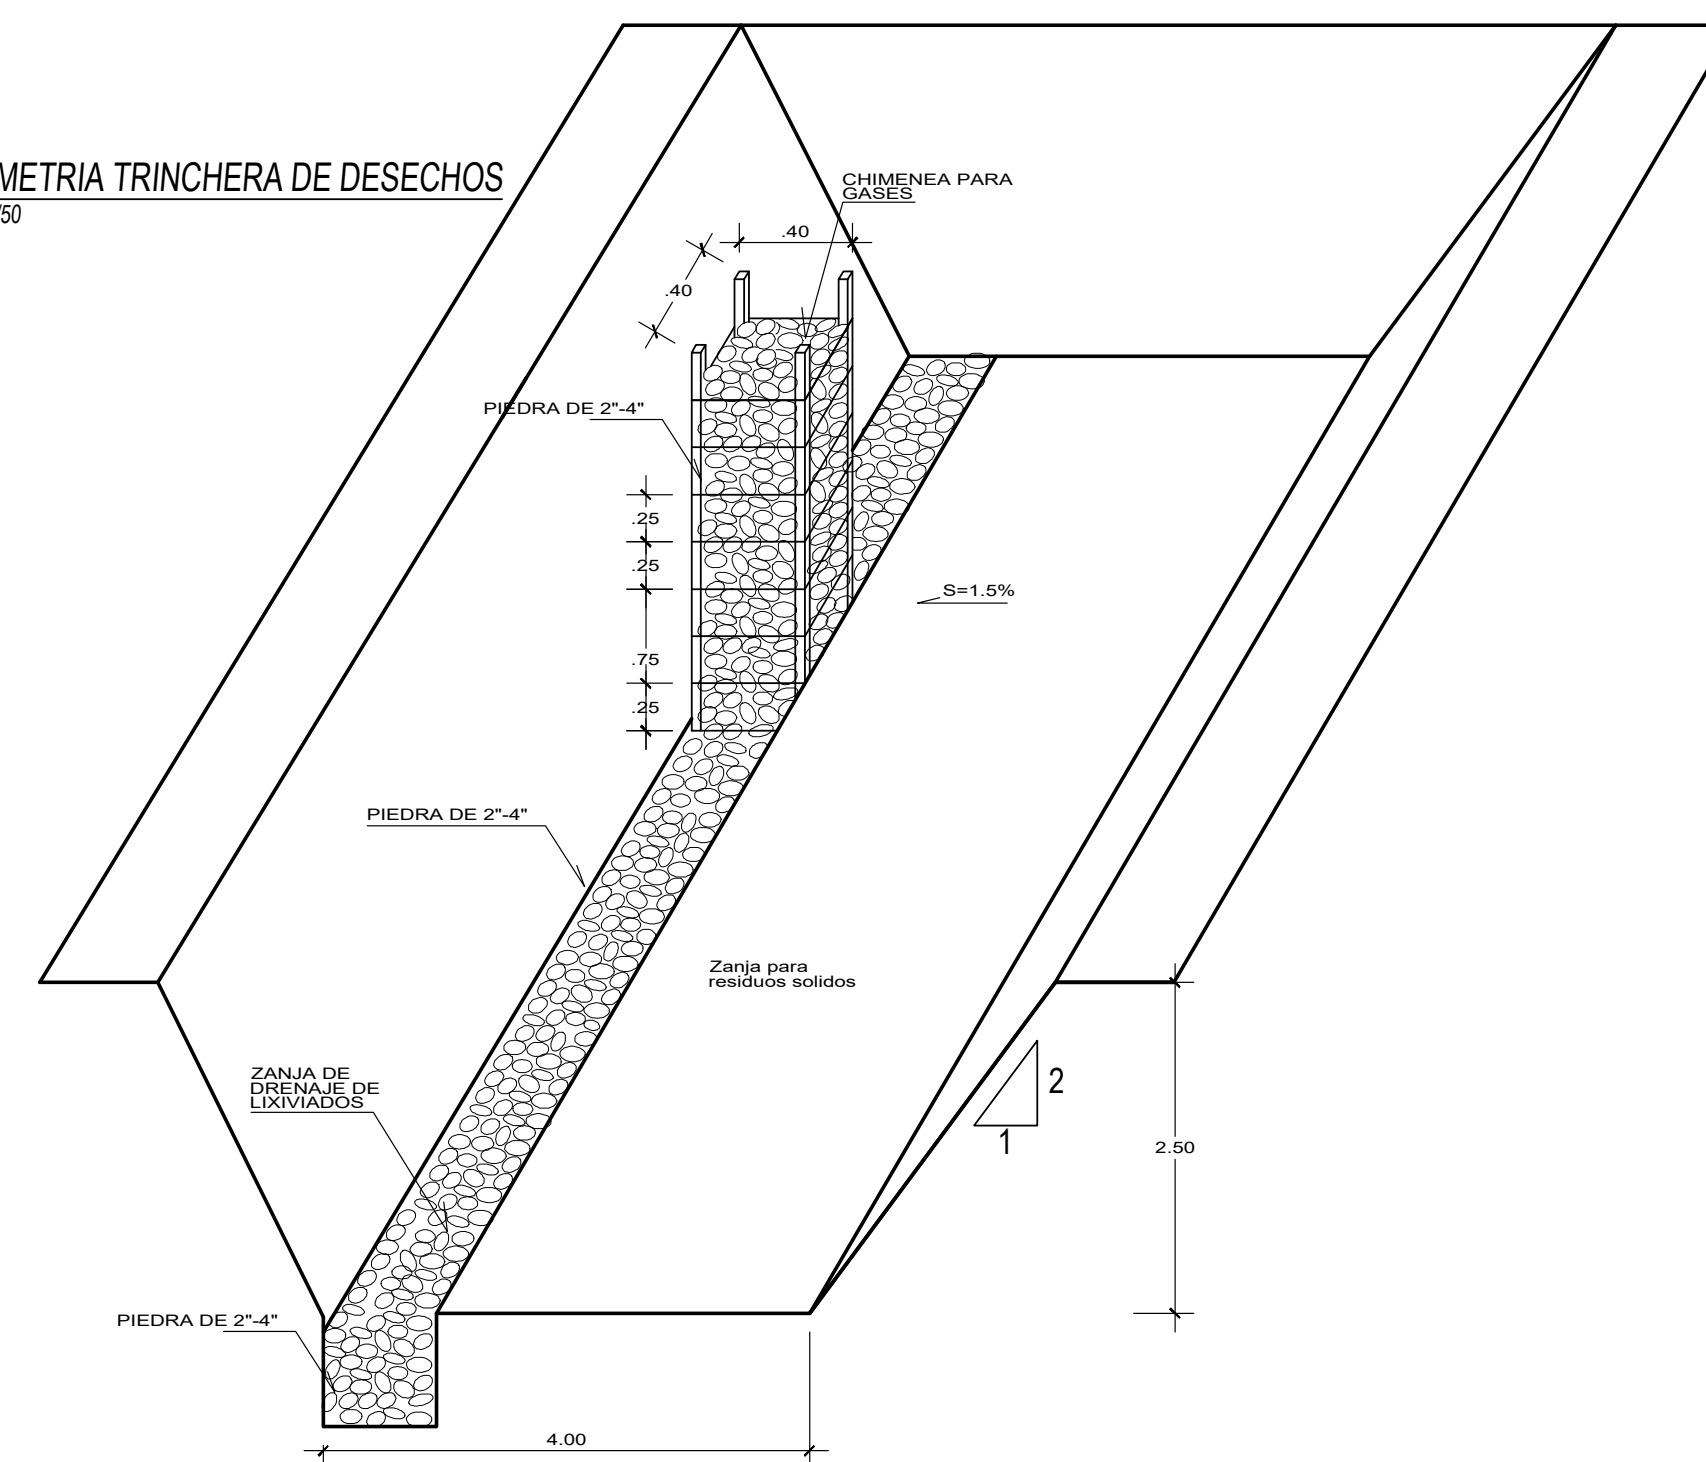 METRIA TRINCHERA DE DESECHOS
/50
CHIMENEA PARA
GASES
.40
.40
PIEDRA DE 2"-4"
.25
.25
S=1.5%
.75
.25
PIEDRA DE 2"-4"
Zanja para
residuos solidos
ZANJA DE
DRENAJE DE
LIXIVIADOS
2
1
2.50
PIEDRA DE 2"-4"
4.00